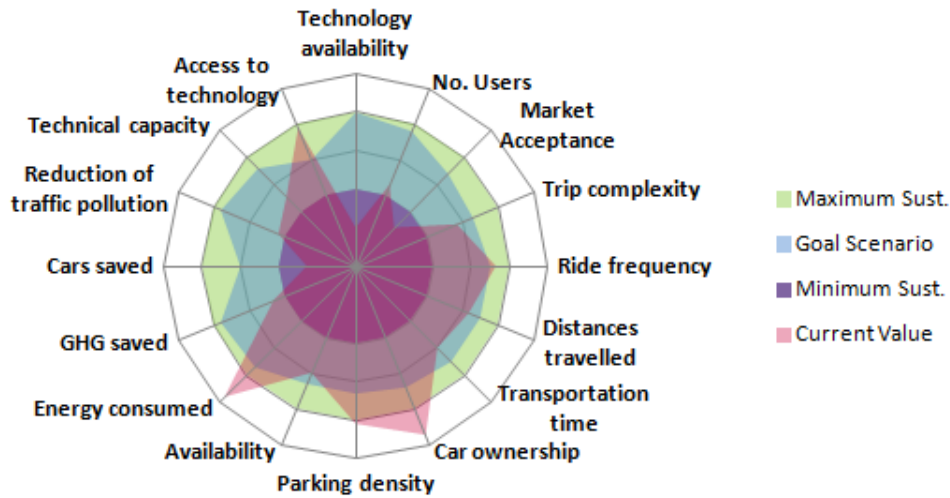 Technology
availability
No. Users
Market
Acceptance
Trip complexity
Ride frequency
Distances
travelled
Transportation
time
Car ownership
Parking density
Availability
Energy consumed
GHG saved
Cars saved
Reduction of
traffic pollution
Technical capacity
Access to
technology
Maximum Sust.
Goal Scenario
Minimum Sust.
Current Value